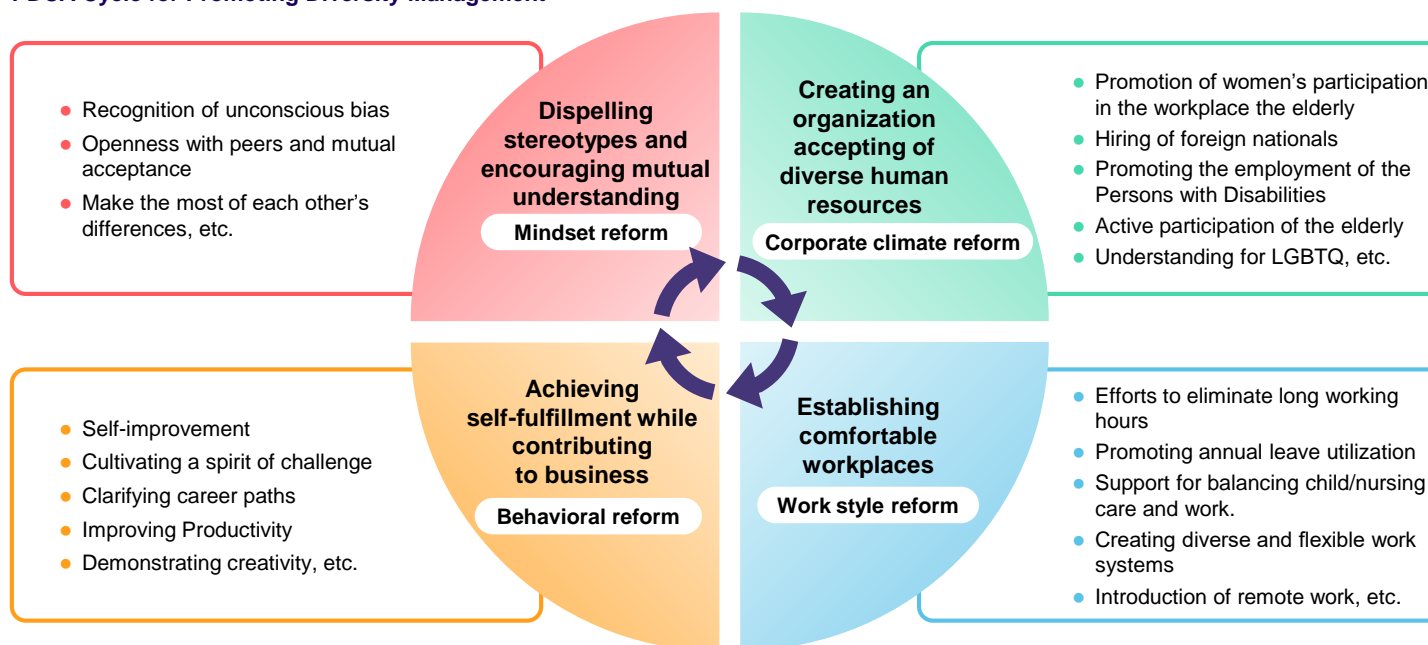 PDCA Cycle for Promoting Diversity Management
Recognition of unconscious bias
Openness with peers and mutual
acceptance
Make the most of each other's
differences, etc.
Dispelling
stereotypes and
encouraging mutual
understanding
Mindset reform
Creating an
organization
accepting of
diverse human
resources
Corporate climate reform
Promotion of women's participation
in the workplace the elderly
Hiring of foreign nationals
Promoting the employment of the
Persons with Disabilities
Active participation of the elderly
Understanding for LGBTQ, etc.
Self-improvement
Cultivating a spirit of challenge
Clarifying career paths
Improving Productivity
Demonstrating creativity, etc.
Achieving
self-fulfillment while
contributing
to business
Behavioral reform
Establishing
comfortable
workplaces
Work style reform
Efforts to eliminate long working
hours
Promoting annual leave utilization
Support for balancing child/nursing
care and work.
Creating diverse and flexible work
systems
Introduction of remote work, etc.